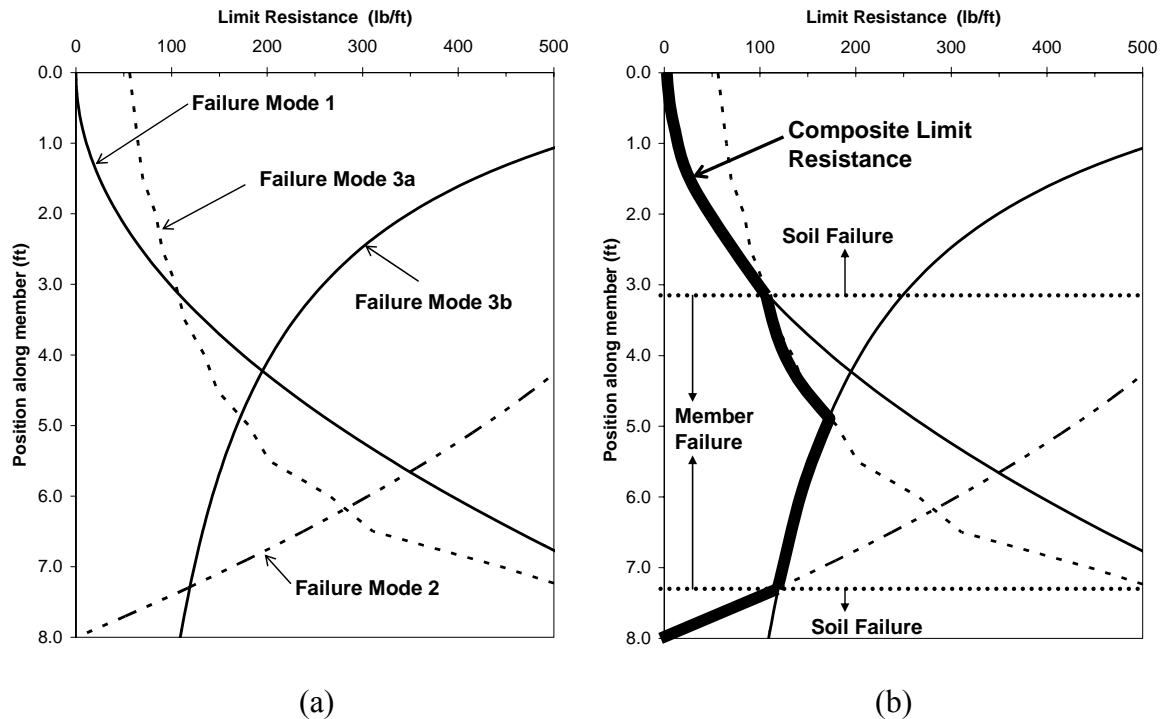 Limit Resistance (lb/ft)
0 100 200 300 400 500
0.0
1.0
2.0
3.0
4.0
5.0
6.0
7.0
8.0
Position along member (ft)
Failure Mode 1
Failure Mode 3a
Failure Mode 3b
Failure Mode 2
(a)
Limit Resistance (lb/ft)
0 100 200 300 400 500
0.0
1.0
2.0
3.0
4.0
5.0
6.0
7.0
8.0
Position along member (ft)
Composite Limit
Resistance
Soil Failure
Member
Failure
Soil Failure
(b)